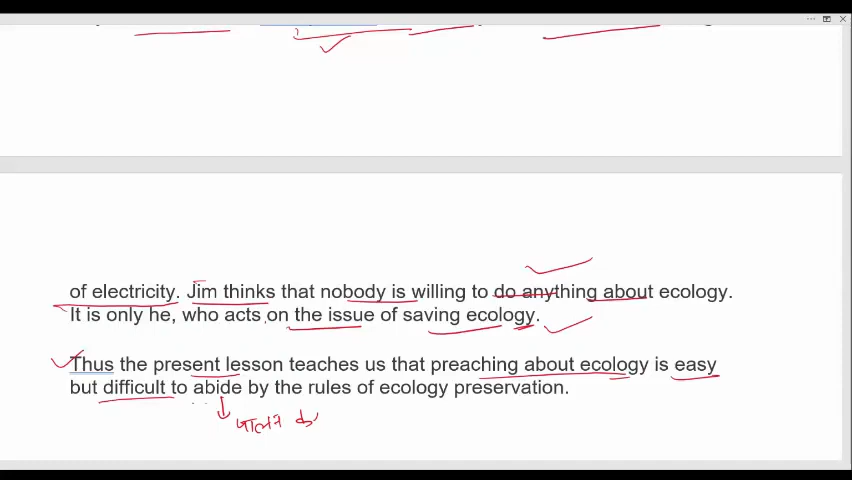 of electricity. Jim thinks that nobody is willing to do anything about ecology.
It is only he, who acts on the issue of saving ecology.
Thus the present lesson teaches us that preaching about ecology is easy
but difficult to abide by the rules of ecology preservation.
पालन